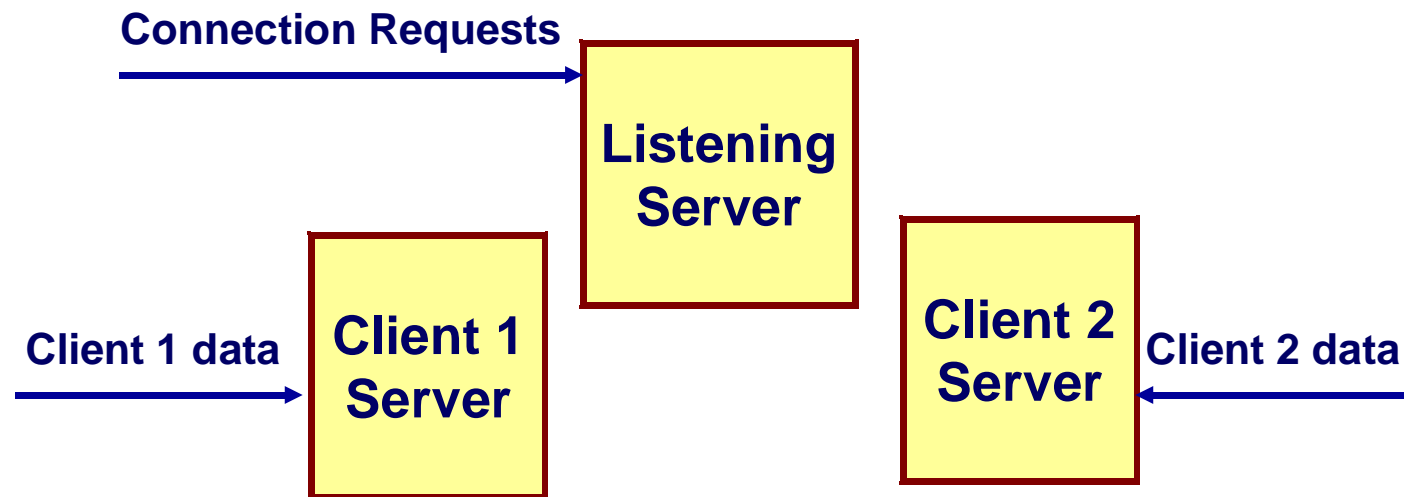 Connection Requests
Listening
Server
Client 1
Server
Client 2
Server
Client 1 data
Client 2 data